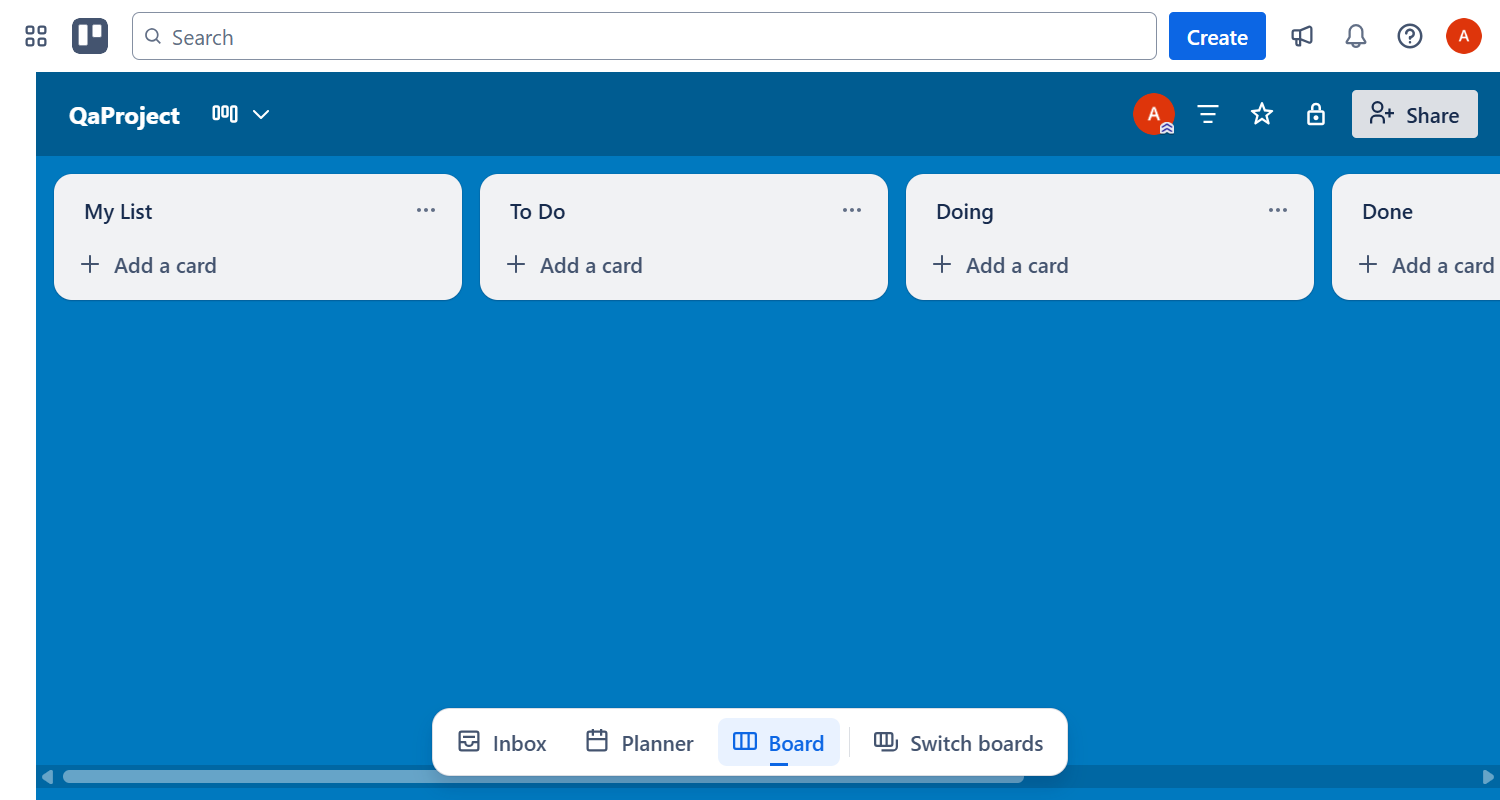 Search
Create
A
QaProject
A
Share
My List
To Do
Doing
Done
Add a card
Add a card
Add a card
Add a card
Inbox
Planner
Board
Switch boards